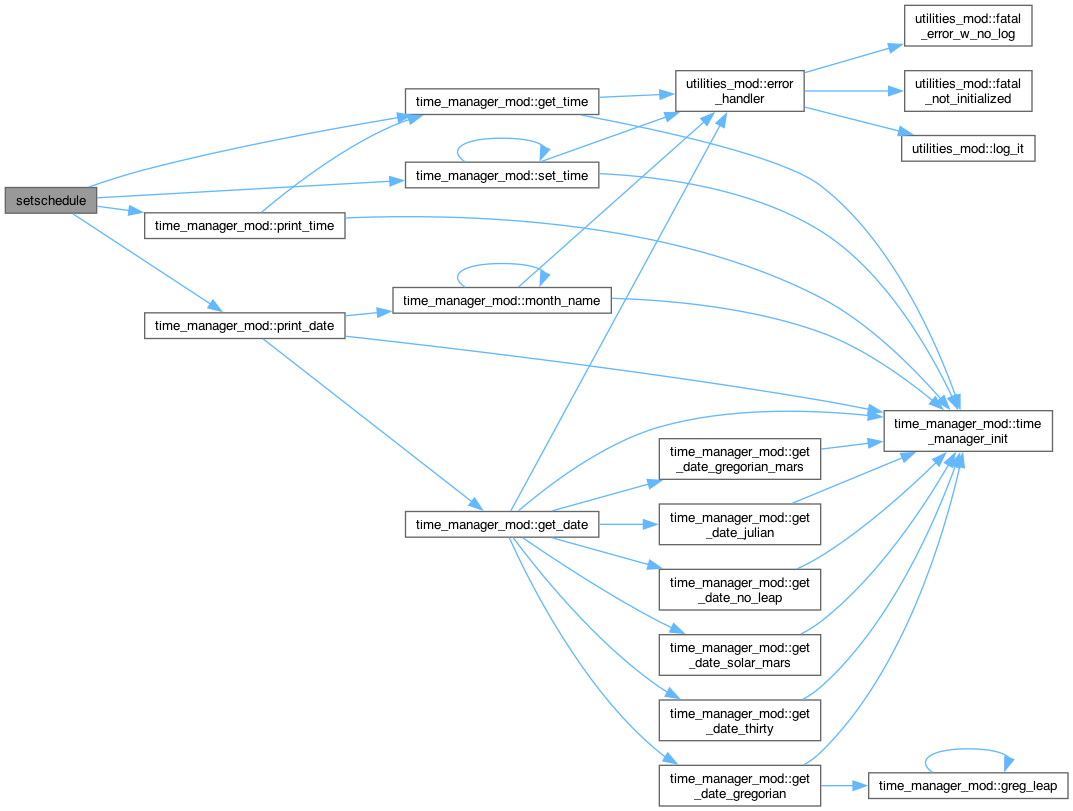 utilities_mod::fatal
_error_w_no_log
utilities_mod::error
_handler
utilities_mod::fatal
_not_initialized
time_manager_mod::get_time
utilities_mod::log_it
time_manager_mod::set_time
setschedule
time_manager_mod::print_time
time_manager_mod::month_name
time_manager_mod::print_date
time_manager_mod::time
_manager_init
time_manager_mod::get
_date_gregorian_mars
time_manager_mod::get_date
time_manager_mod::get
_date_julian
time_manager_mod::get
_date_no_leap
time_manager_mod::get
_date_solar_mars
time_manager_mod::get
_date_thirty
time_manager_mod::get
_date_gregorian
time_manager_mod::greg_leap